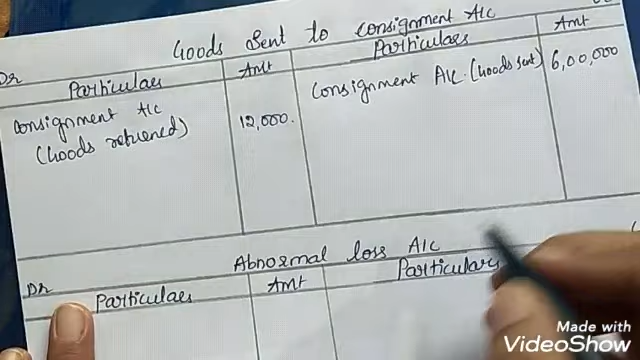 Goods Sent to Consignment A/c
Dr
Particulars Amt Particulars Amt
Consignment A/c 12,000. Consignment A/c. (Goods sent) 6,00,000
(Goods returned)
Abnormal loss A/c
Dr
Particulars Amt Particulars
Made with
VideoShow